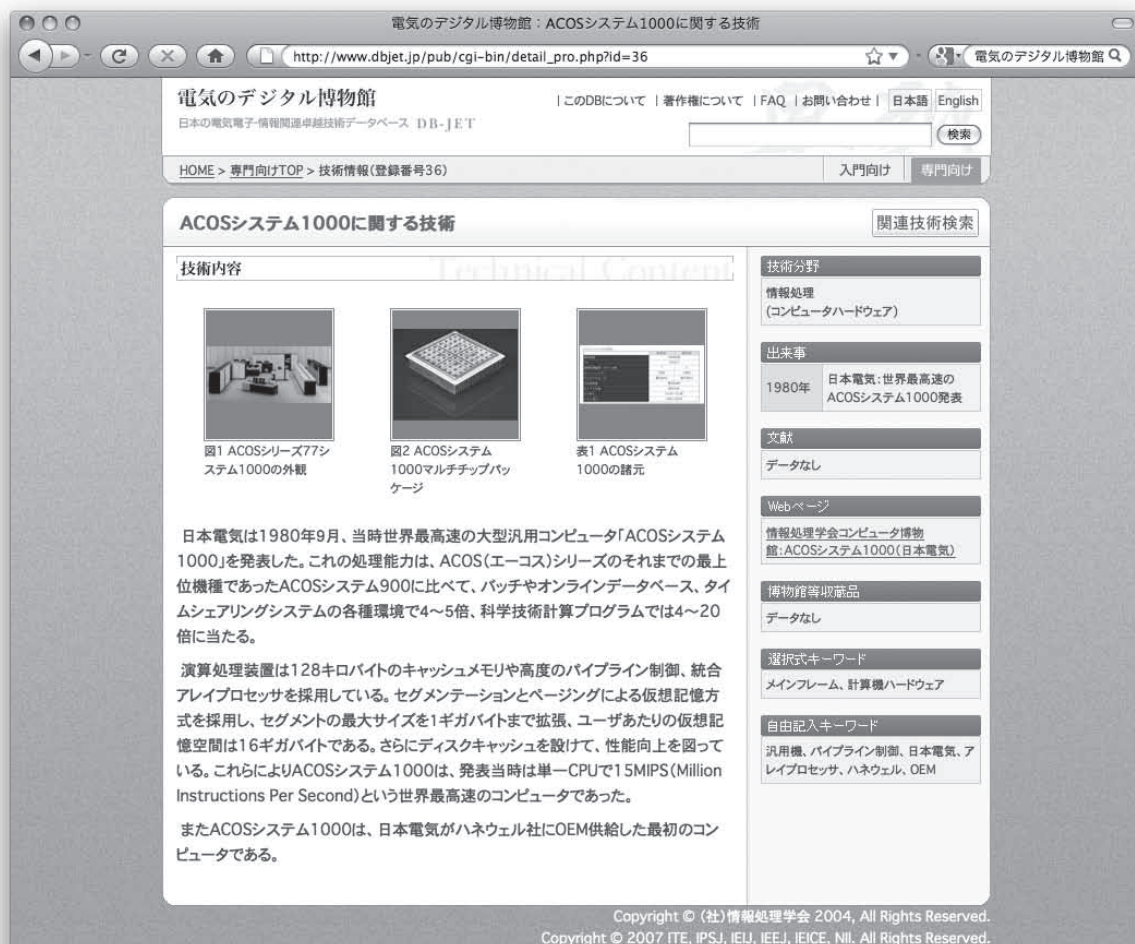 電気のデジタル博物館：ACOSシステム1000に関する技術
http://www.dbjet.jp/pub/cgi-bin/detail_pro.php?id=36
電気のデジタル博物館
電気のデジタル博物館
| このDBについて | 著作権について | FAQ | お問い合わせ | 日本語 English
日本の電気電子・情報関連卓越技術データベース DB-JET
検索
HOME > 専門向けTOP > 技術情報(登録番号36)
入門向け
専門向け
ACOSシステム1000に関する技術
関連技術検索
技術内容
Technical Content
図1 ACOSシリーズ77シ
ステム1000の外観
図2 ACOSシステム
1000マルチチップパッ
ケージ
表1 ACOSシステム
1000の諸元
日本電気は1980年9月、当時世界最高速の大型汎用コンピュータ「ACOSシステム
1000」を発表した。これの処理能力は、ACOS(エーコス)シリーズのそれまでの最上
位機種であったACOSシステム900に比べて、バッチやオンラインデータベース、タイ
ムシェアリングシステムの各種環境で4〜5倍、科学技術計算プログラムでは4〜20
倍に当たる。
演算処理装置は128キロバイトのキャッシュメモリや高度のパイプライン制御、統合
アレイプロセッサを採用している。セグメンテーションとページングによる仮想記憶方
式を採用し、セグメントの最大サイズを1ギガバイトまで拡張、ユーザあたりの仮想記
憶空間は16ギガバイトである。さらにディスクキャッシュを設けて、性能向上を図って
いる。これらによりACOSシステム1000は、発表当時は単一CPUで15MIPS(Million
Instructions Per Second)という世界最高速のコンピュータであった。
またACOSシステム1000は、日本電気がハネウェル社にOEM供給した最初のコン
ピュータである。
技術分野
情報処理
(コンピュータハードウェア)
出来事
1980年
日本電気：世界最高速の
ACOSシステム1000発表
文献
データなし
Webページ
情報処理学会コンピュータ博物
館：ACOSシステム1000(日本電気)
博物館等収蔵品
データなし
選択式キーワード
メインフレーム、計算機ハードウェア
自由記入キーワード
汎用機、パイプライン制御、日本電気、ア
レイプロセッサ、ハネウェル、OEM
Copyright © (社)情報処理学会 2004, All Rights Reserved.
Copyright © 2007 ITE, IPSJ, IEIJ, IEEJ, IEICE, NII. All Rights Reserved.